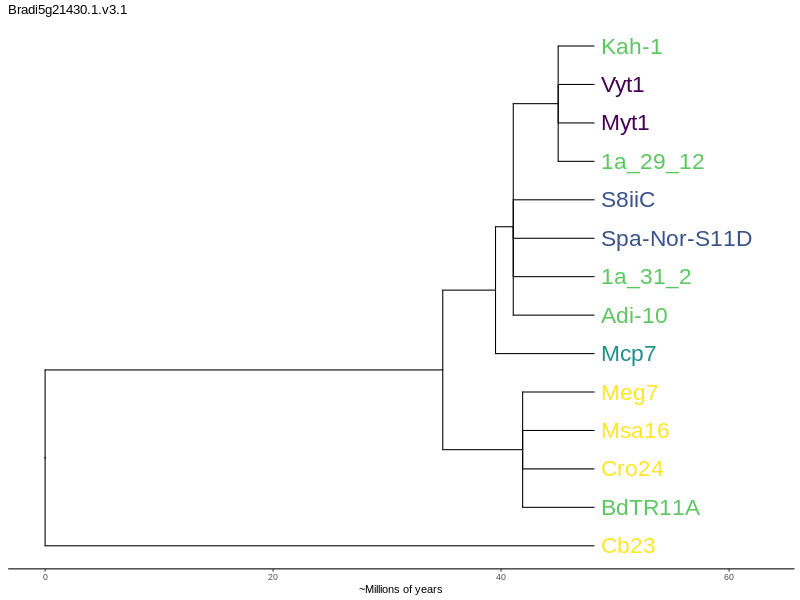 Bradi5g21430.1.v3.1
Kah-1
Vyt1
Myt1
1a_29_12
S8iiC
Spa-Nor-S11D
1a_31_2
Adi-10
Mcp7
Meg7
Msa16
Cro24
BdTR11A
Cb23
0 20 40 60
~Millions of years